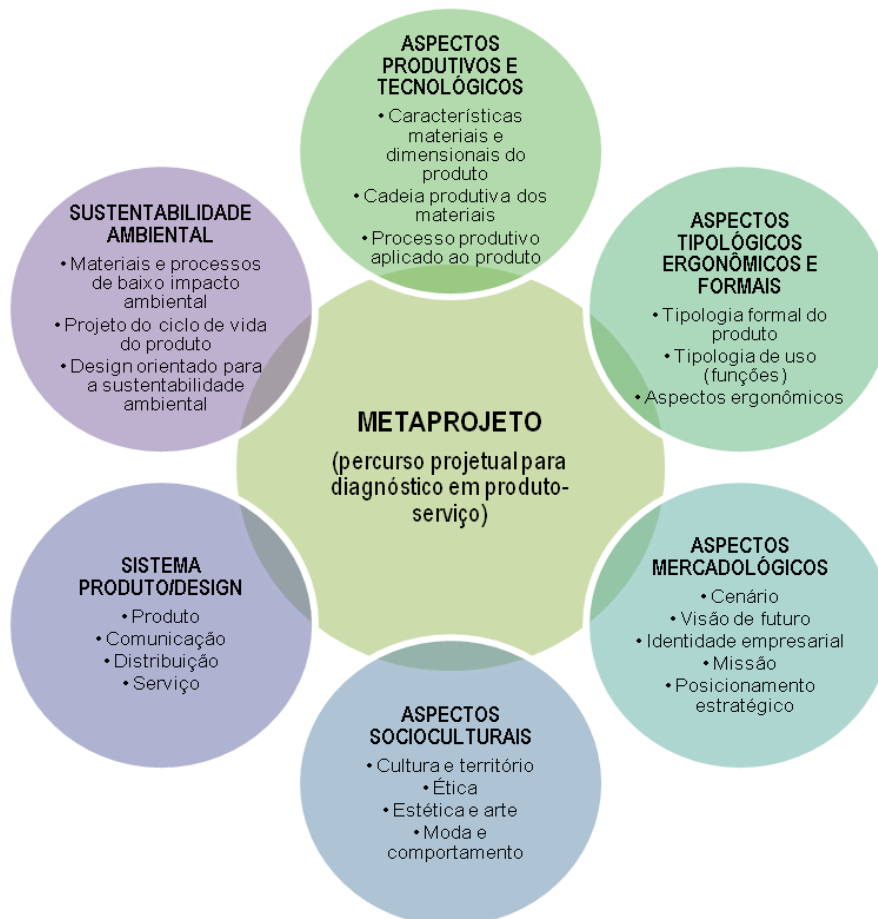 ASPECTOS
PRODUTIVOS E
TECNOLÓGICOS
• Características
materiais e
dimensionais do
produto
• Cadeia produtiva dos
materiais
• Processo produtivo
aplicado ao produto
SUSTENTABILIDADE
AMBIENTAL
• Materiais e processos
de baixo impacto
ambiental
• Projeto do ciclo de vida
do produto
• Design orientado para
a sustentabilidade
ambiental
ASPECTOS
TIPOLÓGICOS
ERGONÔMICOS E
FORMAIS
• Tipologia formal do
produto
• Tipologia de uso
(funções)
• Aspectos ergonômicos
METAPROJETO
(percurso projetual para
diagnóstico em produto-
serviço)
SISTEMA
PRODUTO/DESIGN
• Produto
• Comunicação
• Distribuição
• Serviço
ASPECTOS
MERCADOLÓGICOS
• Cenário
• Visão de futuro
• Identidade empresarial
• Missão
• Posicionamento
estratégico
ASPECTOS
SOCIOCULTURAIS
• Cultura e território
• Ética
• Estética e arte
• Moda e
comportamento